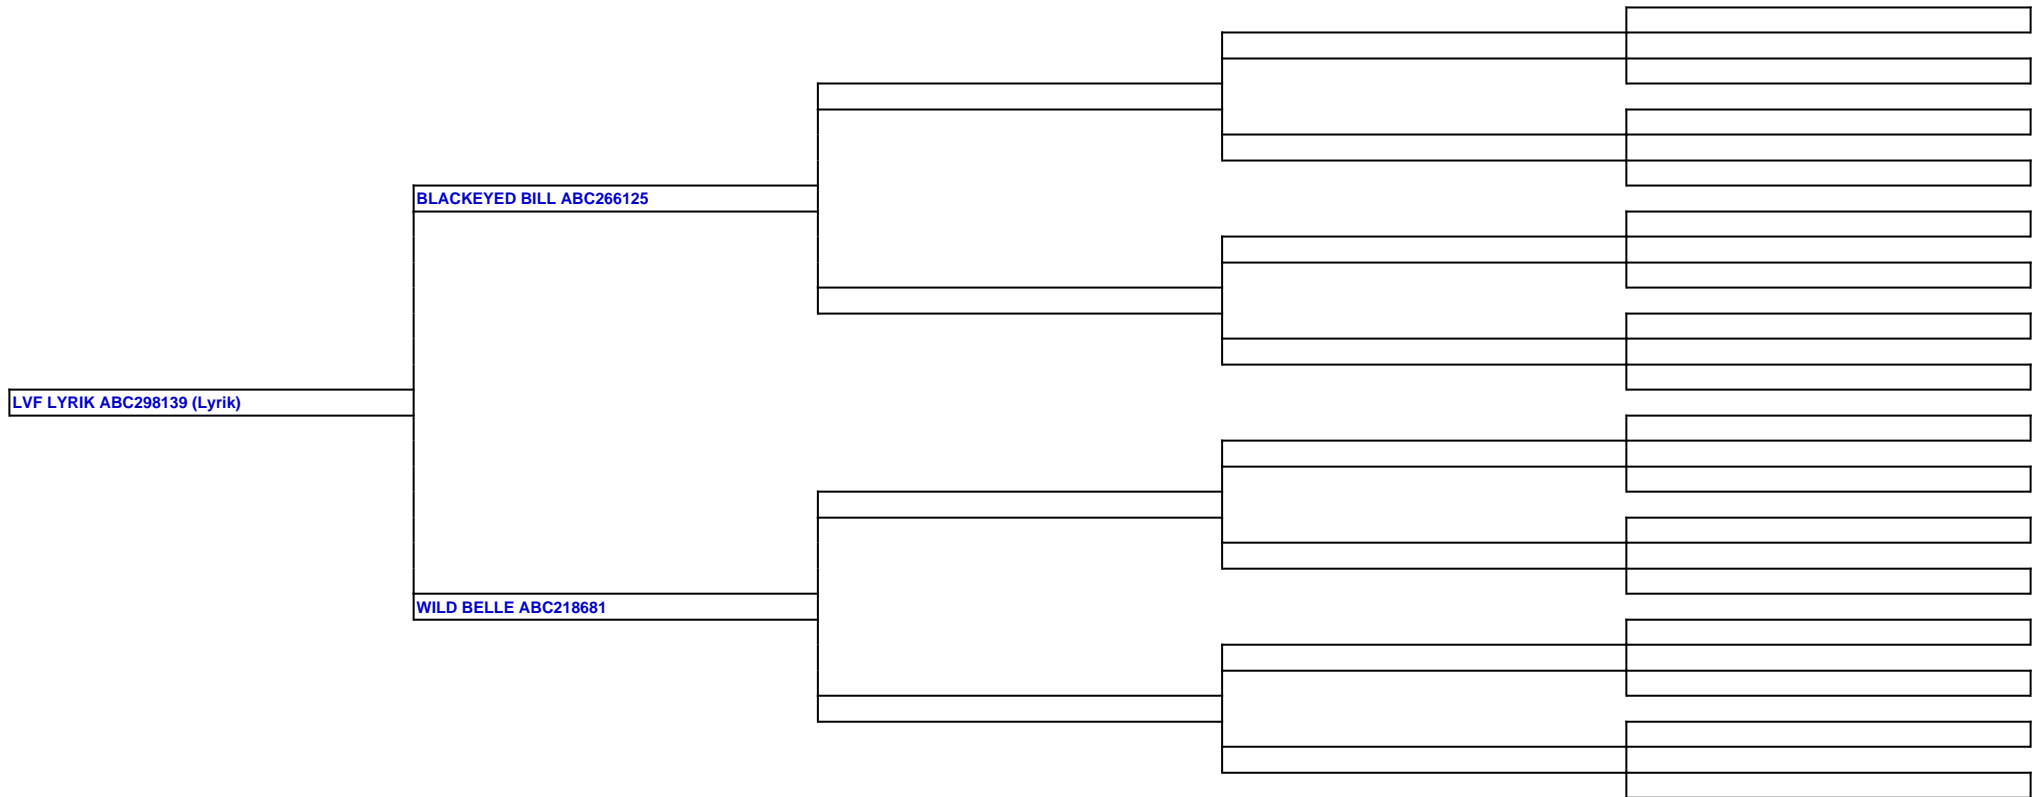 BLACKEYED BILL ABC266125
LVF LYRIK ABC298139 (Lyrik)
WILD BELLE ABC218681